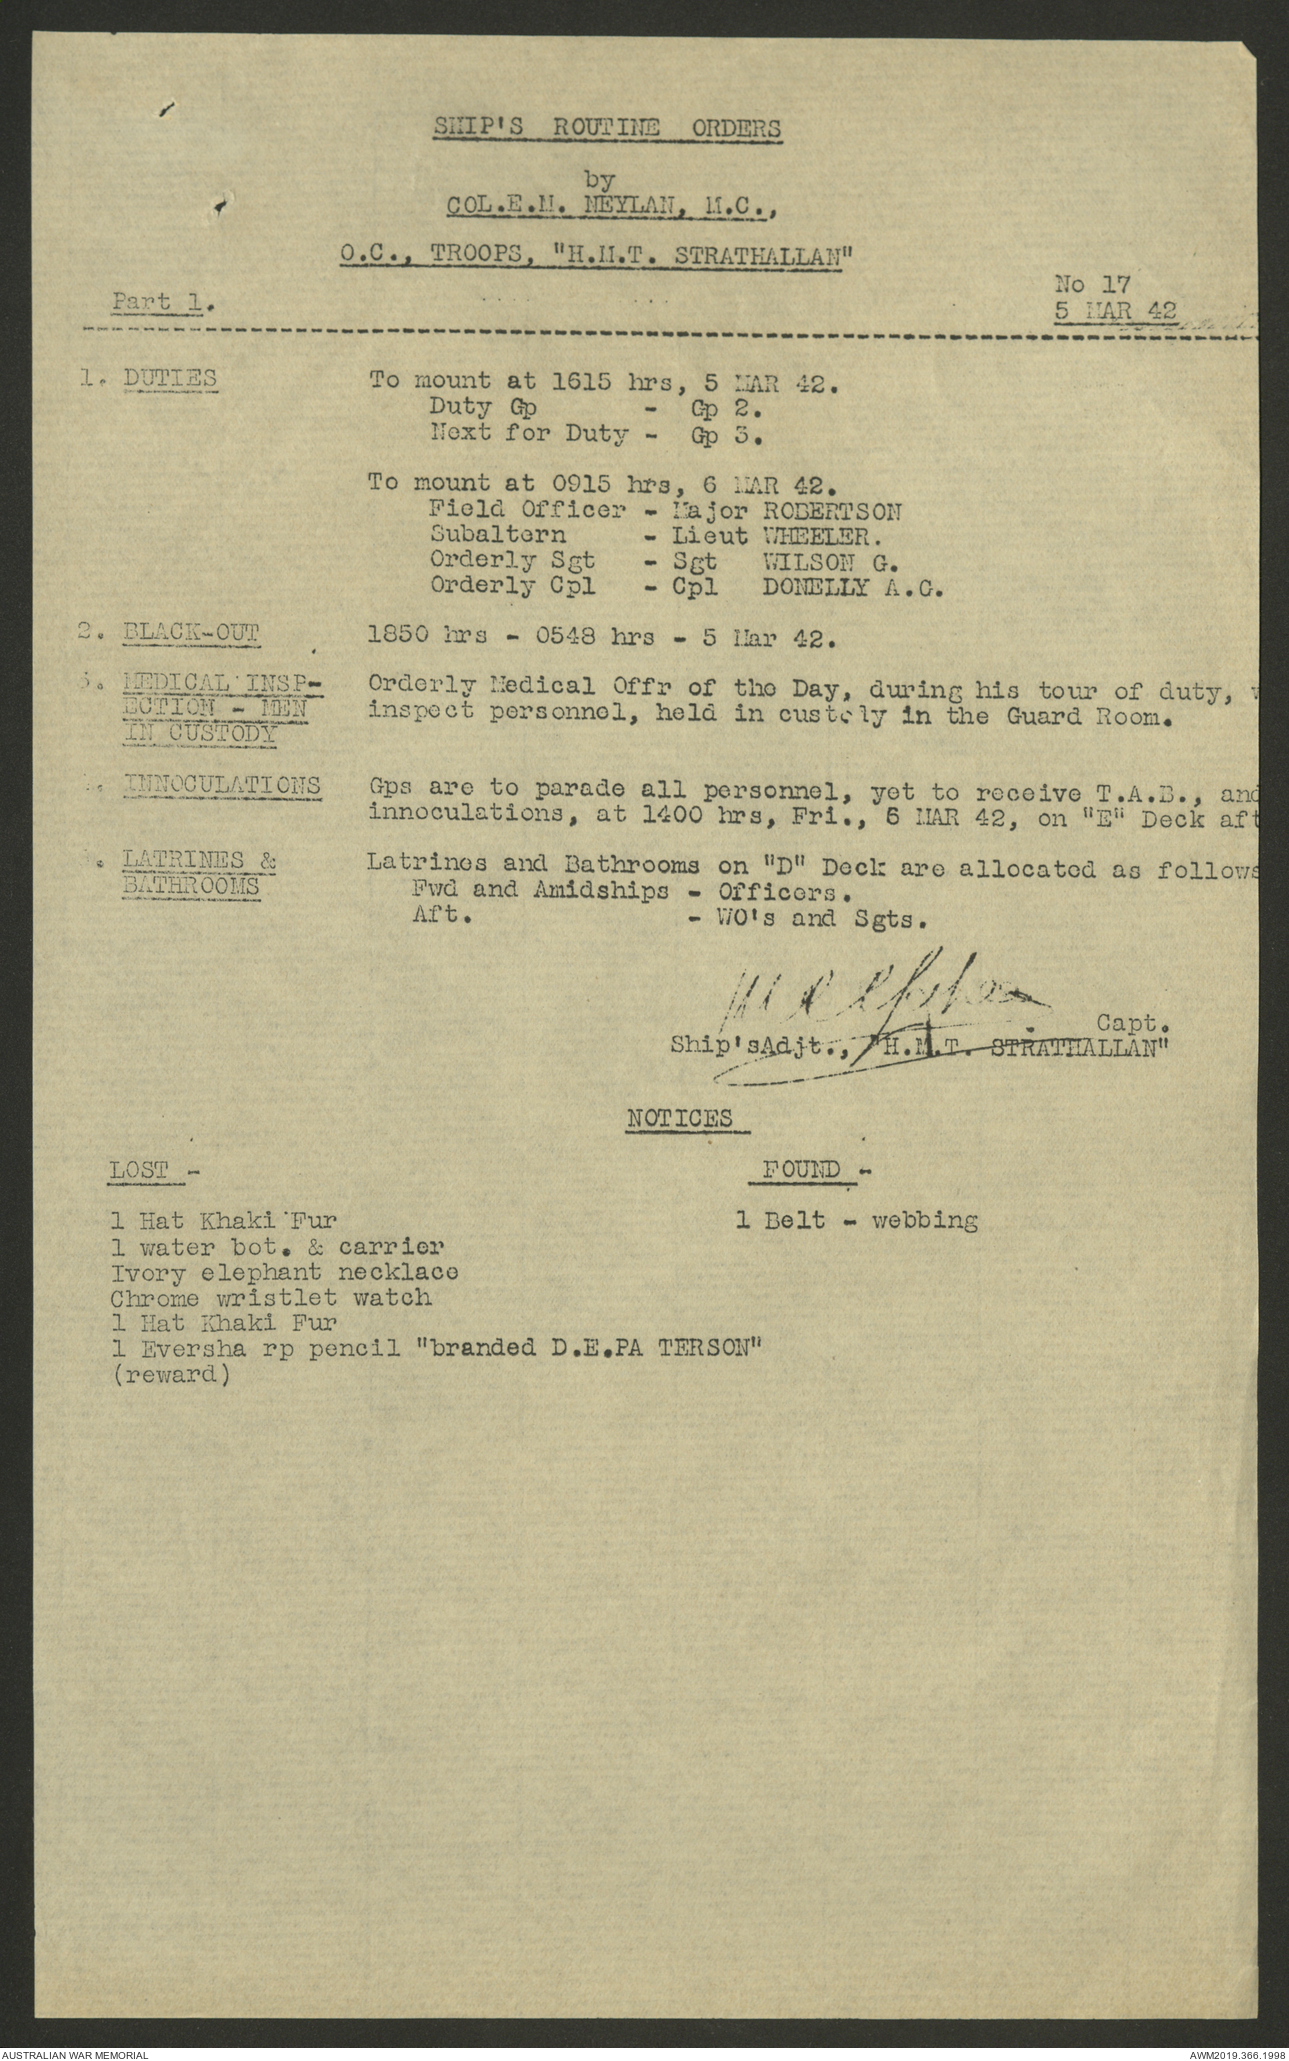 SHIP'S ROUTINE ORDERS
by
COL.E.M. NEYLAN, M.C.,
O.C., TROOPS, "H.M.T. STRATHALLAN"
No 17
Part 1.
5 MAR 42
1. DUTIES To mount at 1615 hrs, 5 MAR 42.
Duty Gp - Gp 2.
Next for Duty - Gp 3.
To mount at 0915 hrs, 6 MAR 42.
Field Officer - Major ROBERTSON
Subaltern - Lieut WHEELER.
Orderly Sgt - Sgt WILSON G.
Orderly Cpl - Cpl DONELLY A.G.
2. BLACK-OUT 1850 hrs - 0548 hrs - 5 Mar 42.
3. MEDICAL INSP- Orderly Medical Offr of the Day, during his tour of duty,
ECTION - MEN inspect personnel, held in custody in the Guard Room.
IN CUSTODY
INNOCULATIONS Gps are to parade all personnel, yet to receive T.A.B., and
innoculations, at 1400 hrs, Fri., 6 MAR 42, on "E" Deck aft
LATRINES & Latrines and Bathrooms on "D" Deck are allocated as follows
BATHROOMS Fwd and Amidships - Officers.
Aft. - WO's and Sgts.
Capt.
Ship'sAdjt., "H.M.T. STRATHALLAN"
NOTICES
LOST - FOUND -
1 Hat Khaki Fur 1 Belt - webbing
1 water bot. & carrier
Ivory elephant necklace
Chrome wristlet watch
1 Hat Khaki Fur
1 Eversha rp pencil "branded D.E.PA TERSON"
(reward)
AUSTRALIAN WAR MEMORIAL AWM2019.366.1998